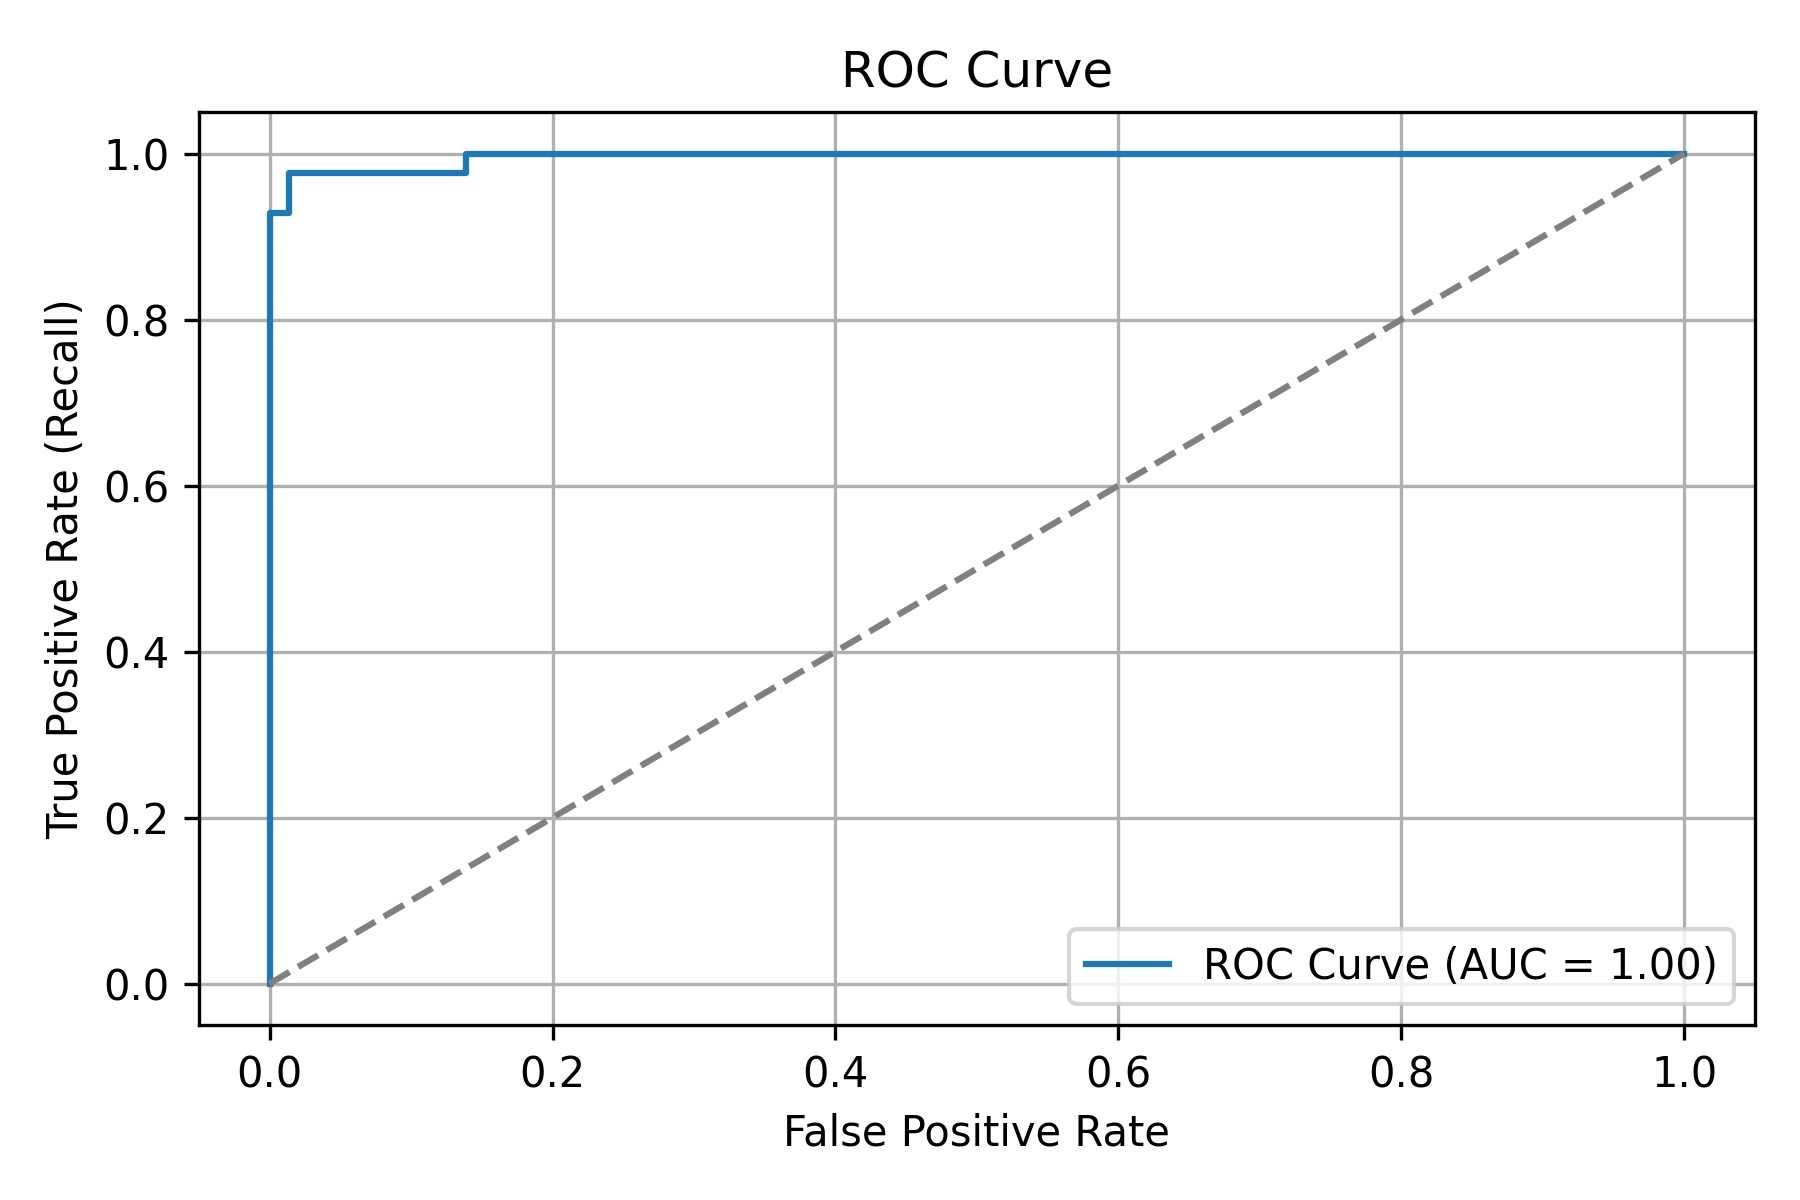 ROC Curve
1.0
0.8
0.6
0.4
0.2
0.0
True Positive Rate (Recall)
ROC Curve (AUC = 1.00)
0.0 0.2 0.4 0.6 0.8 1.0
False Positive Rate